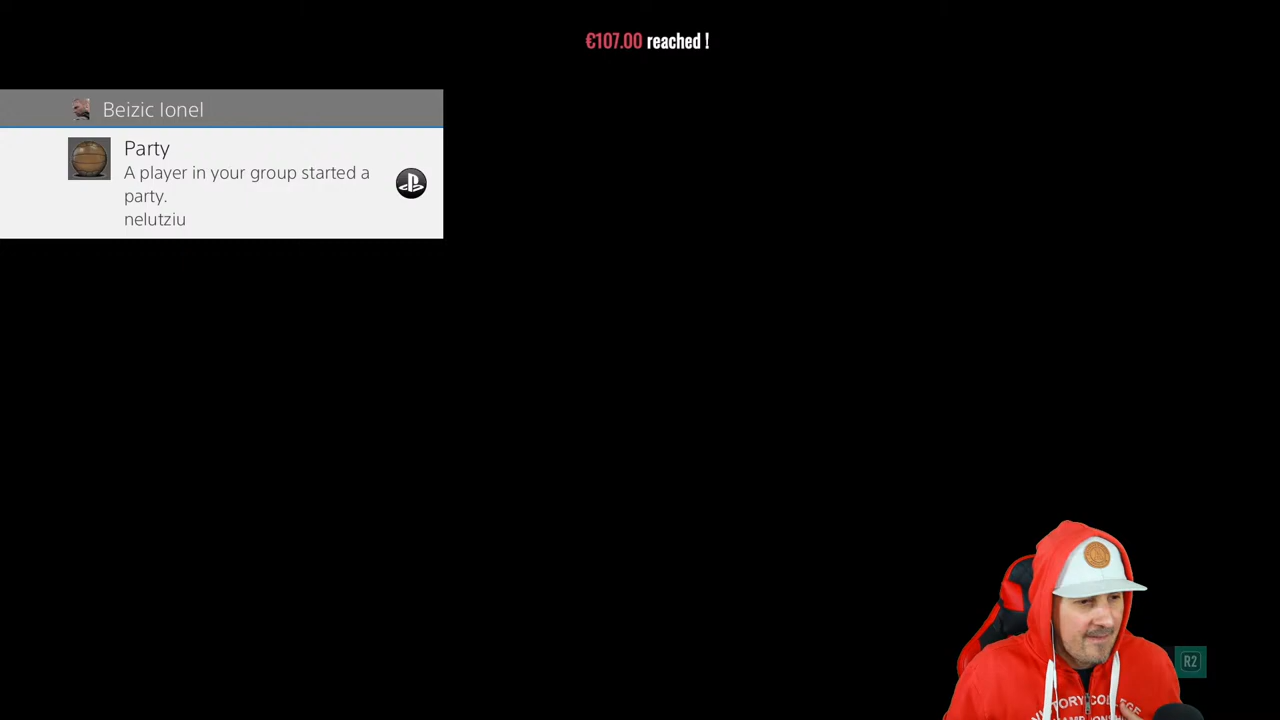 €107.00 reached !
Beizic Ionel
Party
A player in your group started a
party.
nelutziu
R2